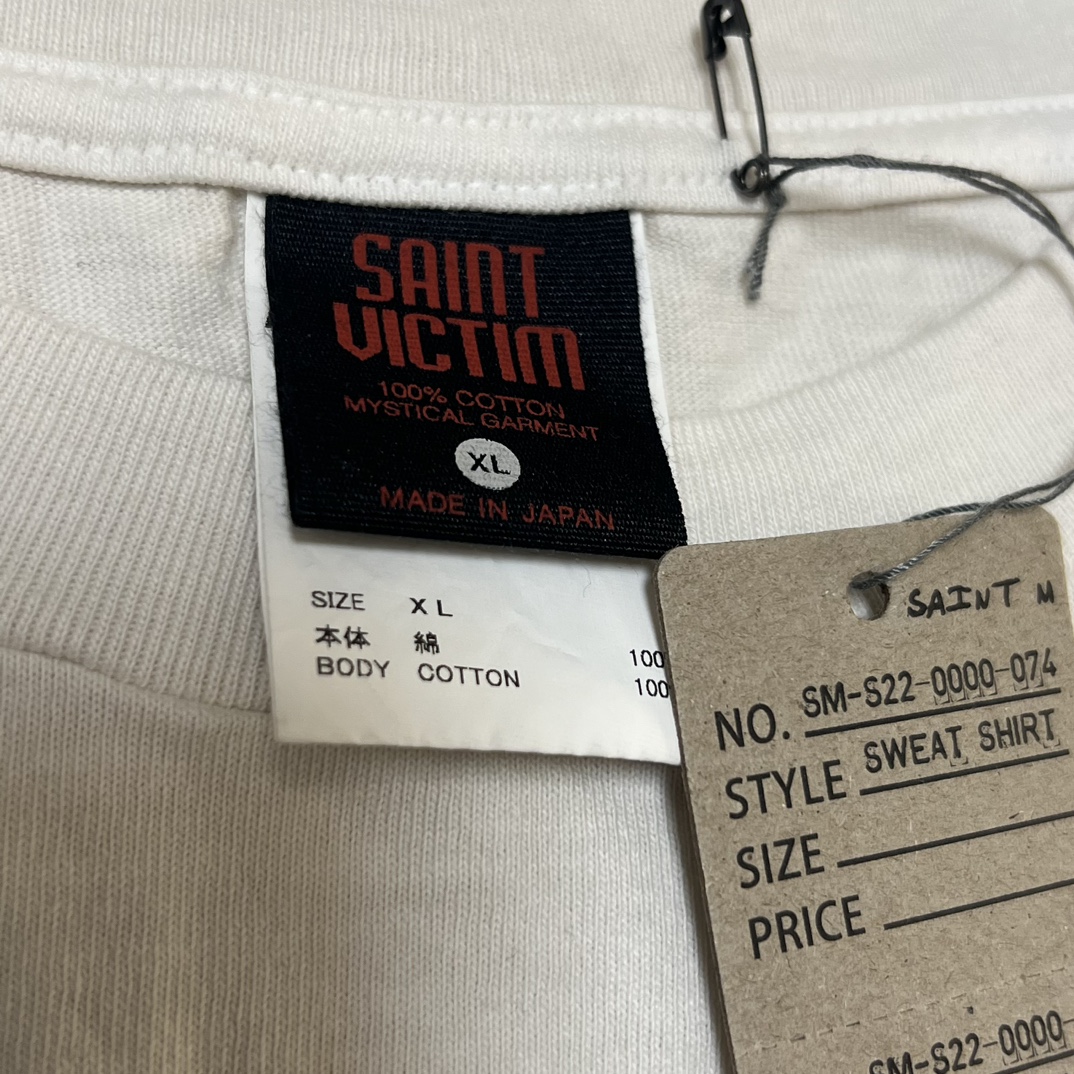 SAINT
VICTIM
100% COTTON
MYSTICAL GARMENT
XL
MADE IN JAPAN
SIZE XL
本体 綿 100
BODY COTTON 100
SAINT M
NO. SM-S22-0000-074
STYLE SWEAT SHIRT
SIZE
PRICE
SM-S22-0000-